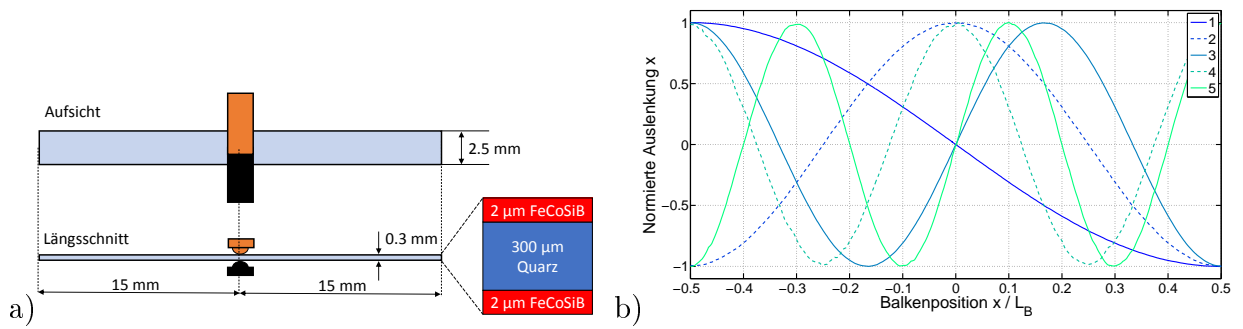 Aufsicht
2.5 mm
Längsschnitt
0.3 mm
15 mm
15 mm
2 µm FeCoSiB
300 µm
Quarz
2 µm FeCoSiB
a)
Normierte Auslenkung x
1
0.5
0
−0.5
−1
−0.5
−0.4
−0.3
−0.2
−0.1
0
0.1
0.2
0.3
0.4
0.5
Balkenposition x / L_B
1
2
3
4
5
b)